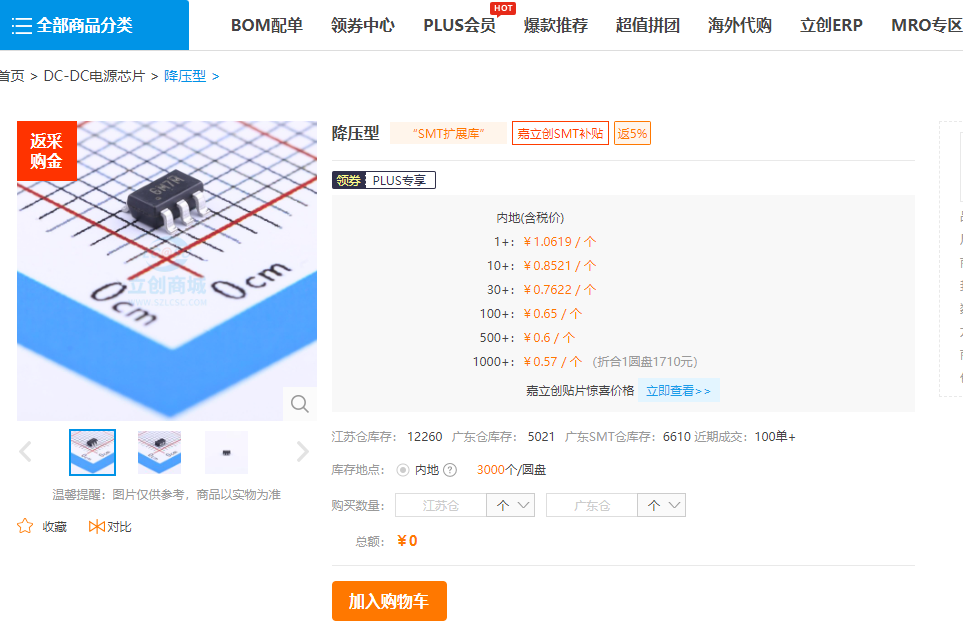 全部商品分类 BOM配单 领券中心 PLUS会员 HOT 爆款推荐 超值拼团 海外代购 立创ERP MRO专区
首页 > DC-DC电源芯片 > 降压型 >
返采
购金
降压型 “SMT扩展库” 嘉立创SMT补贴 返5%
领券 PLUS专享
6M7M
立创商城
WWW.SZLCSC.COM
0cm
0cm
内地(含税价)
1+: ￥1.0619 / 个
10+: ￥0.8521 / 个
30+: ￥0.7622 / 个
100+: ￥0.65 / 个
500+: ￥0.6 / 个
1000+: ￥0.57 / 个 (折合1圆盘1710元)
嘉立创贴片惊喜价格 立即查看>>
江苏仓库存: 12260 广东仓库存: 5021 广东SMT仓库存: 6610 近期成交: 100单+
库存地点: 内地 ? 3000个/圆盘
购买数量: 江苏仓 个 广东仓 个
总额: ￥0
加入购物车
温馨提醒: 图片仅供参考，商品以实物为准
收藏 对比